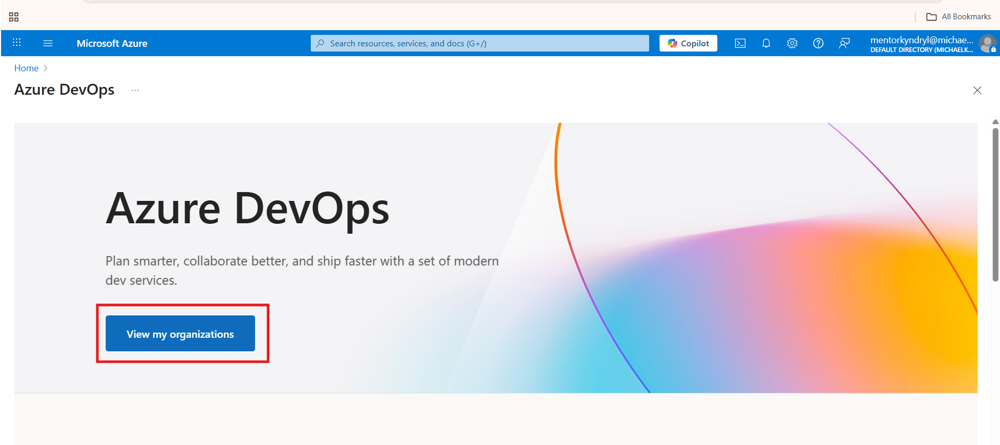 All Bookmarks
Microsoft Azure
Search resources, services, and docs (G+/)
Copilot
mentorkyndryl@michae...
DEFAULT DIRECTORY (MICHAELK...
Home
Azure DevOps
...
Azure DevOps
Plan smarter, collaborate better, and ship faster with a set of modern
dev services.
View my organizations